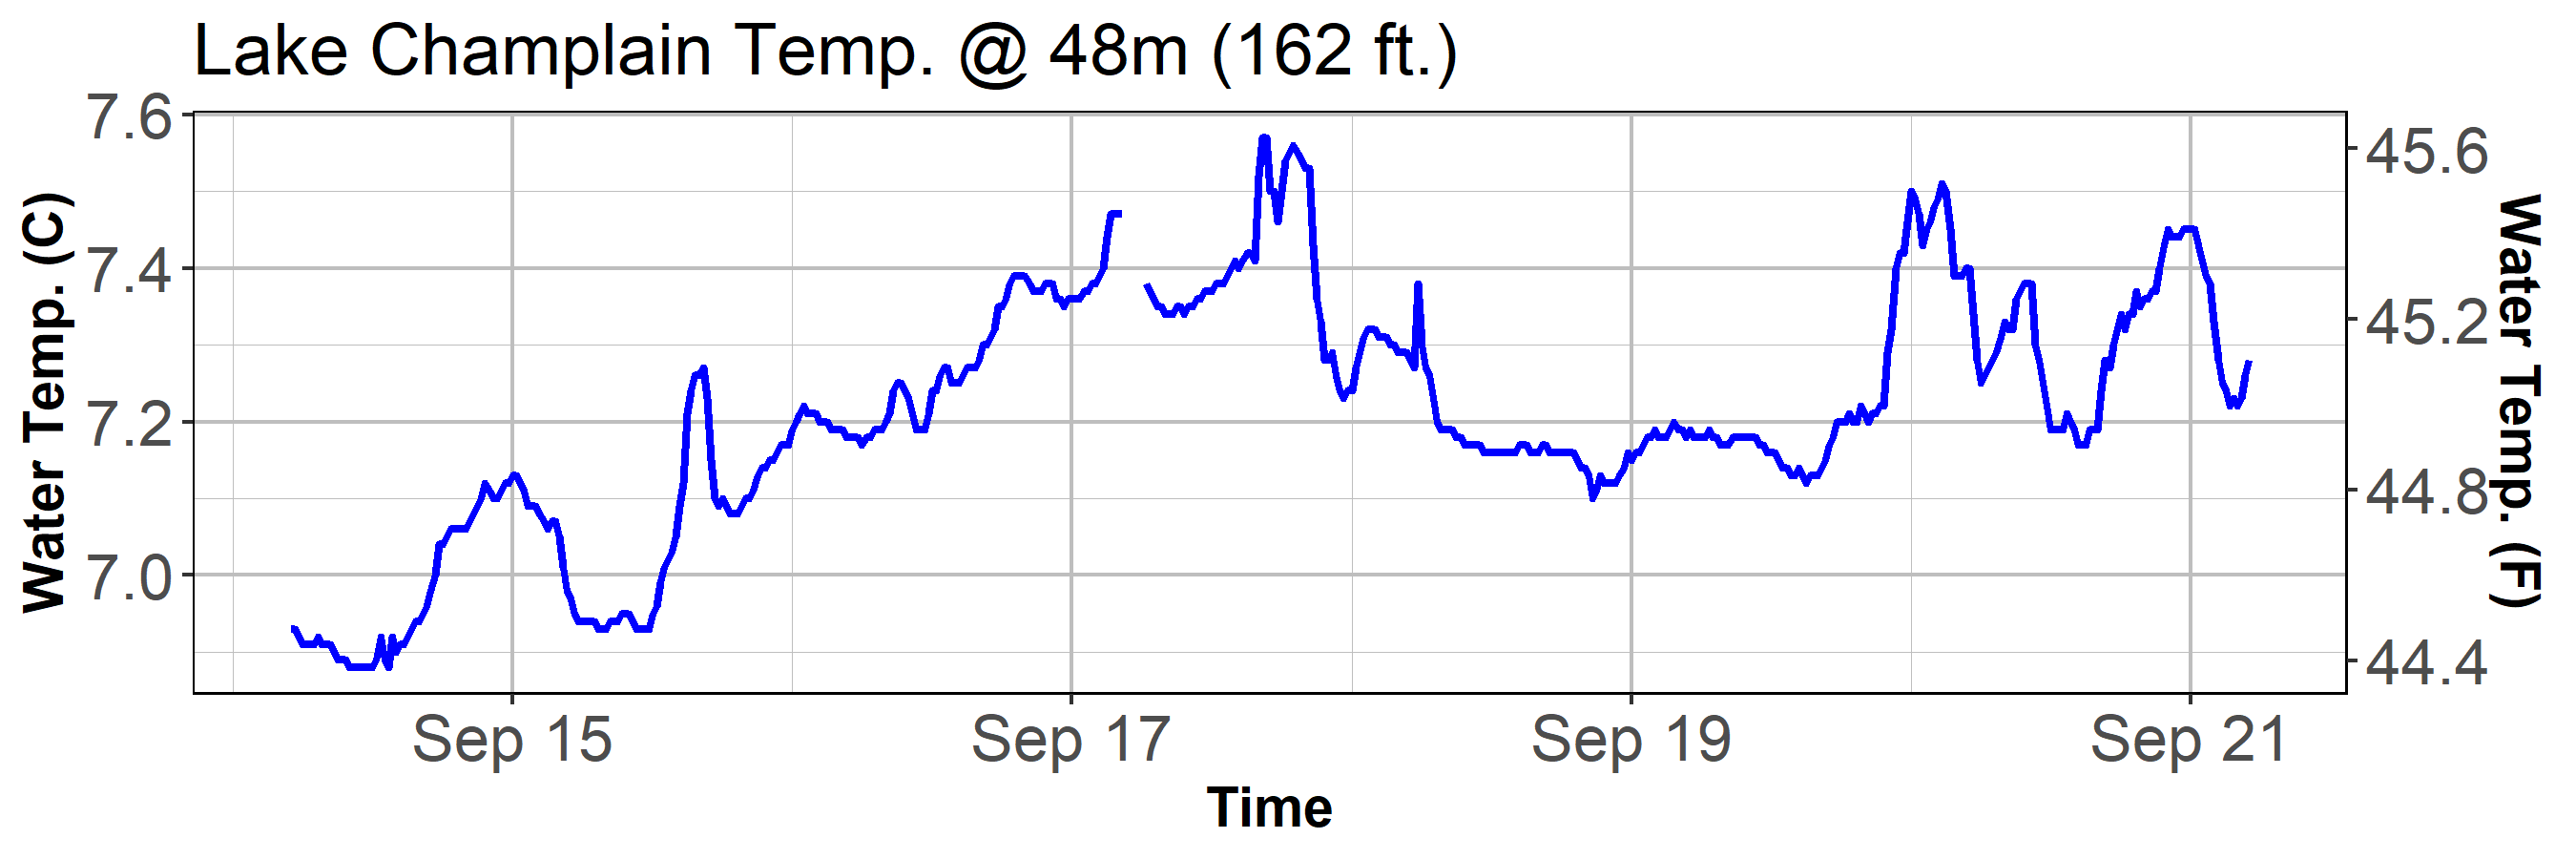 Lake Champlain Temp. @ 48m (162 ft.)
Water Temp. (C)
7.6
7.4
7.2
7.0
45.6
45.2
44.8
44.4
Water Temp. (F)
Sep 15
Sep 17
Sep 19
Sep 21
Time